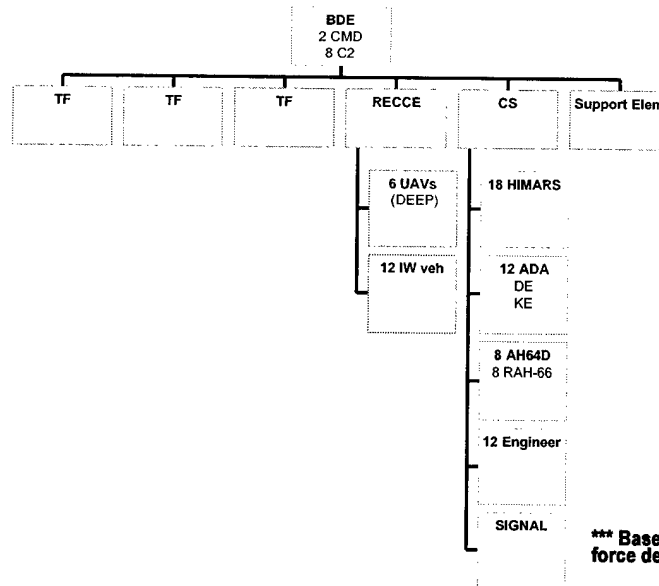 BDE
2 CMD
8 C2
TF
TF
TF
RECCE
CS
Support Elem
6 UAVs
(DEEP)
12 IW veh
18 HIMARS
12 ADA
DE
KE
8 AH64D
8 RAH-66
12 Engineer
SIGNAL
*** Base
force de